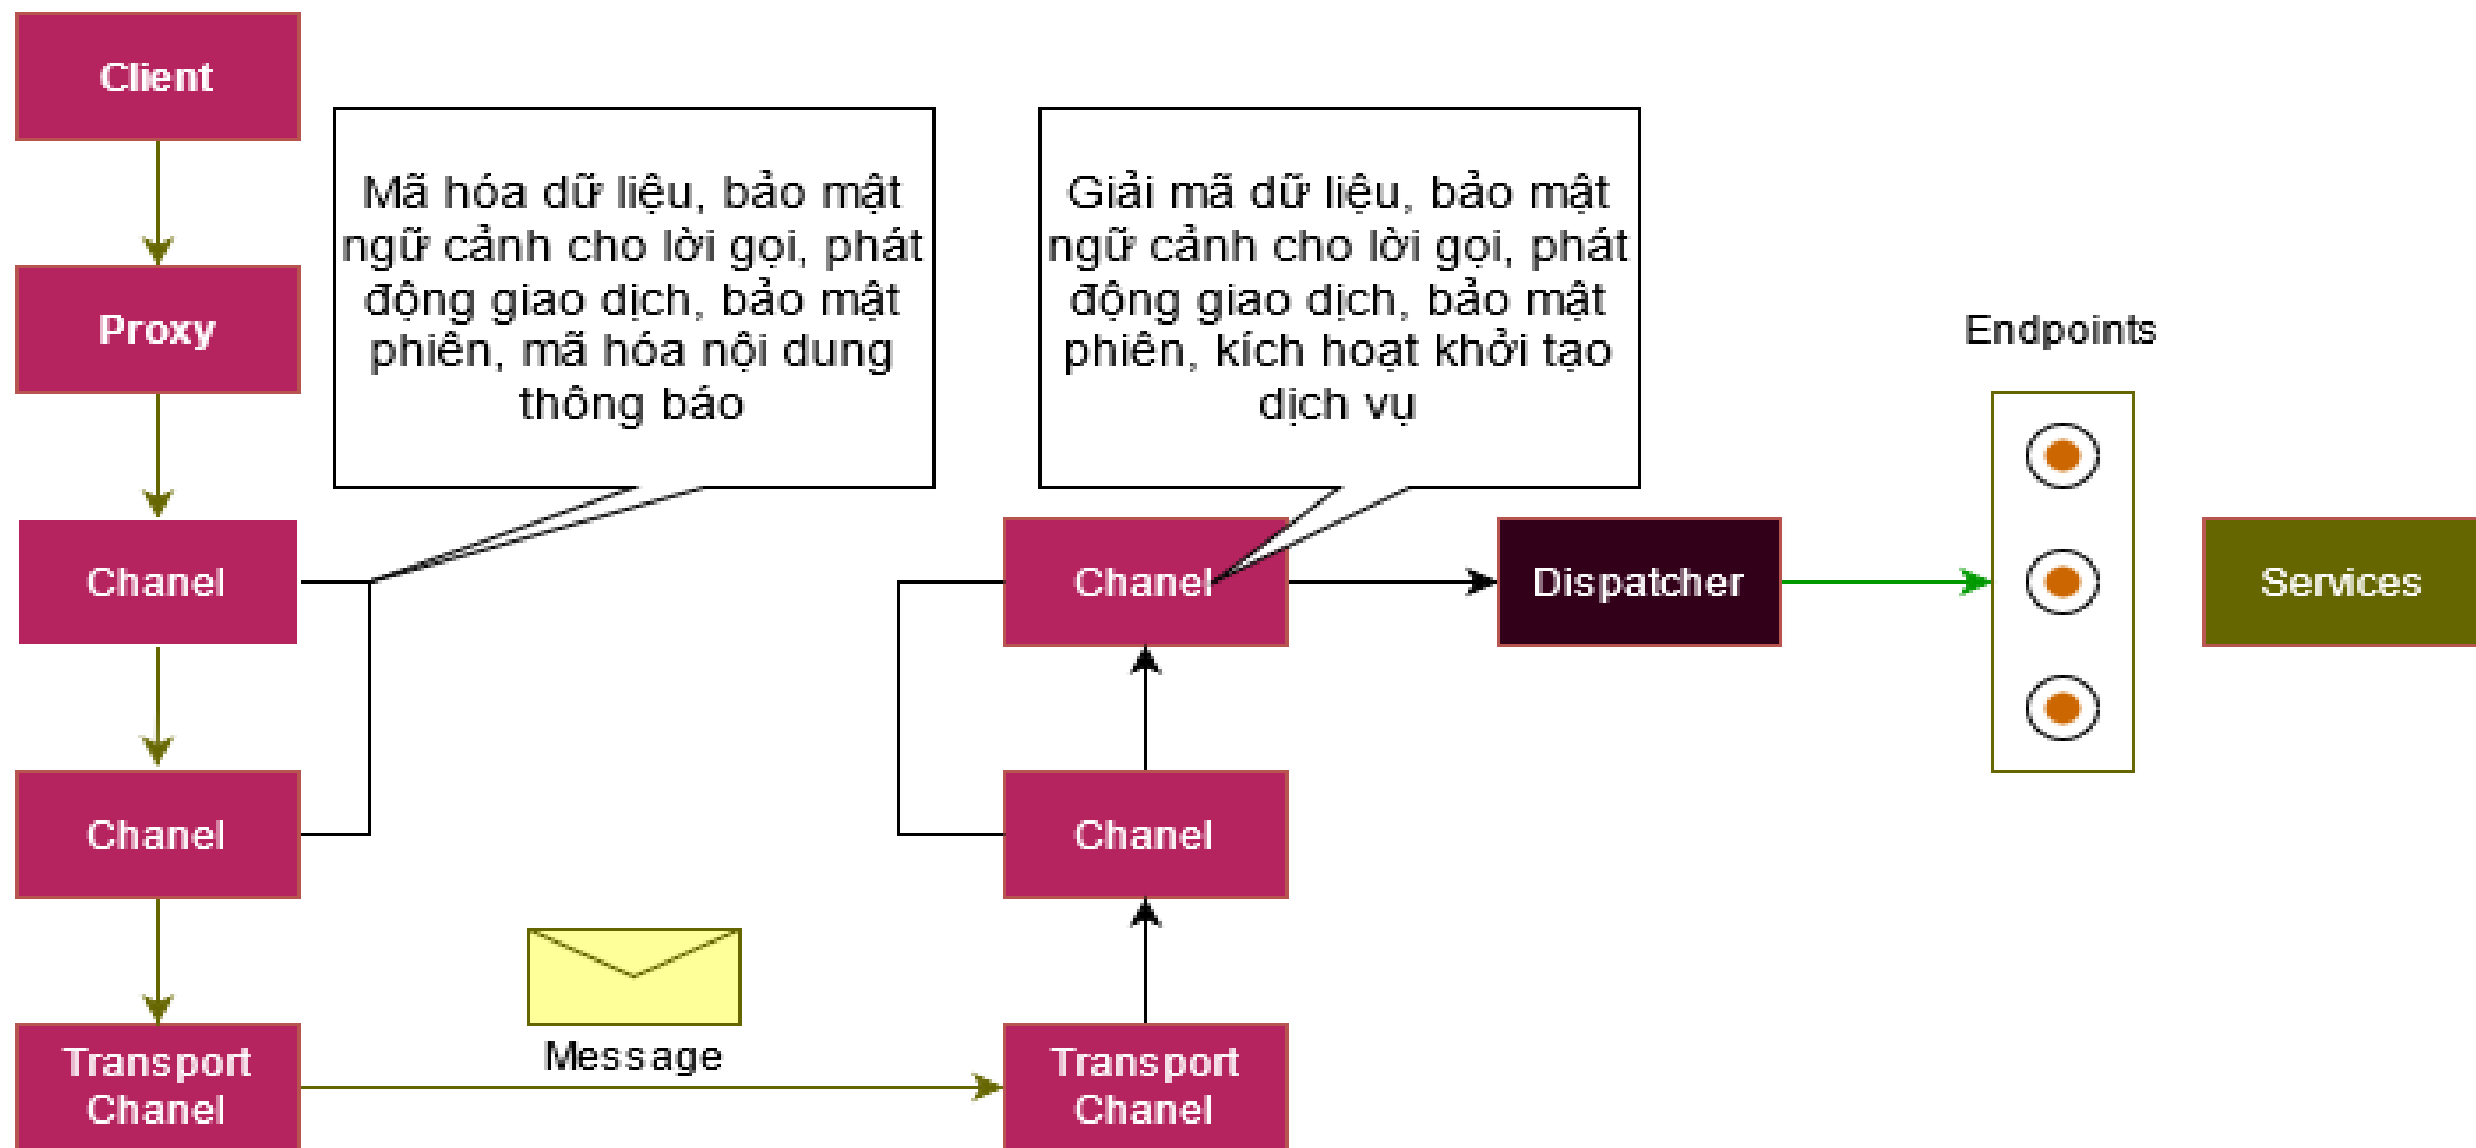 Client
Proxy
Chanel
Chanel
Transport
Chanel
Mã hóa dữ liệu, bảo mật
ngữ cảnh cho lời gọi, phát
động giao dịch, bảo mật
phiên, mã hóa nội dung
thông báo
Message
Giải mã dữ liệu, bảo mật
ngữ cảnh cho lời gọi, phát
động giao dịch, bảo mật
phiên, kích hoạt khởi tạo
dịch vụ
Chanel
Chanel
Transport
Chanel
Dispatcher
Endpoints
Services